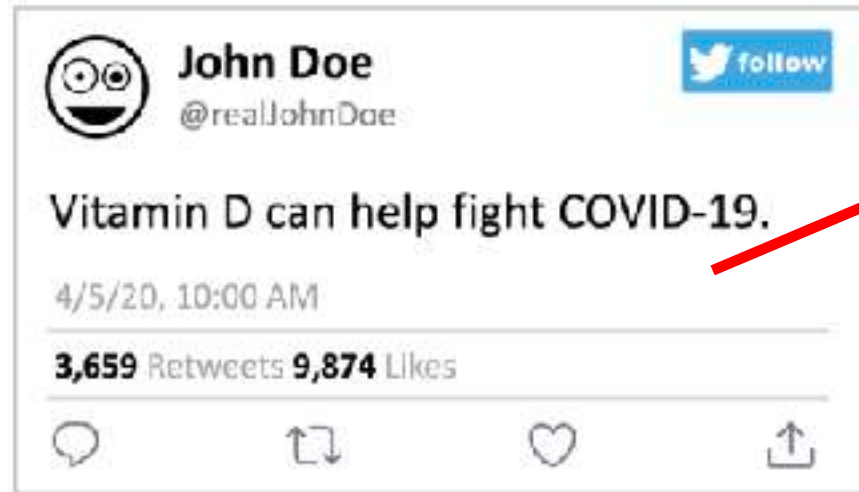 John Doe
follow
@realJohnDoe
Vitamin D can help fight COVID-19.
4/5/20, 10:00 AM
3,659 Retweets 9,874 Likes